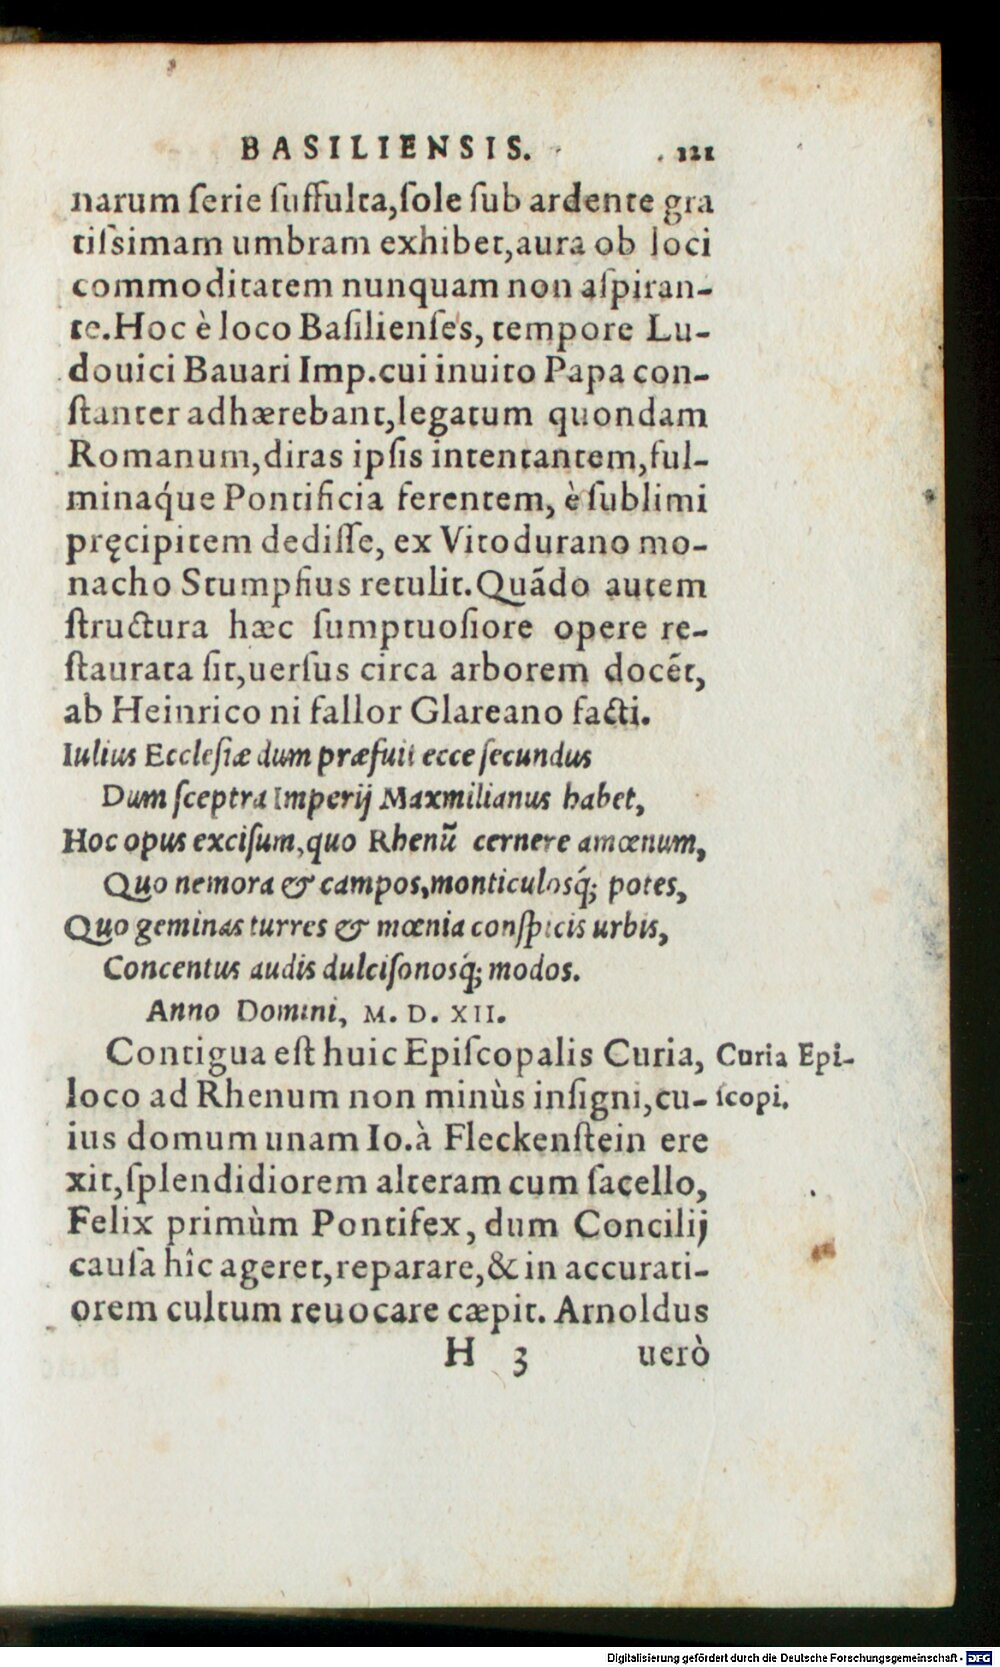 BASILIENSIS. 121
narum serie suffulta, sole sub ardente gra
tissimam umbram exhibet, aura ob loci
commoditatem nunquam non aspiran-
te. Hoc è loco Basilienses, tempore Lu-
douici Bauari Imp. cui inuito Papa con-
stanter adhærebant, legatum quondam
Romanum, diras ipsis intentantem, ful-
minaq́ue Pontificia ferentem, è sublimi
pręcipitem dedisse, ex Vitodurano mo-
nacho Stumpfius retulit. Quãdo autem
structura hæc sumptuosiore opere re-
staurata sit, uersus circa arborem docẽt,
ab Heinrico ni fallor Glareano facti.
Iulius Ecclesiæ dum præfuit ecce secundus
Dum sceptra Imperij Maxmilianus habet,
Hoc opus excisum, quo Rhenũ cernere amœnum,
Quo nemora & campos, monticulosq́; potes,
Quo geminas turres & mœnia conspicis urbis,
Concentus audis dulcisonosq́; modos.
Anno Domini, M. D. XII.
Contigua est huic Episcopalis Curia, Curia Epi-
loco ad Rhenum non minùs insigni, cu- scopi.
ius domum unam Io. à Fleckenstein ere
xit, splendidiorem alteram cum sacello,
Felix primùm Pontifex, dum Concilij
causa hîc ageret, reparare, & in accurati-
orem cultum reuocare cæpit. Arnoldus
H 3 uerò
Digitalisierung gefördert durch die Deutsche Forschungsgemeinschaft - DFG